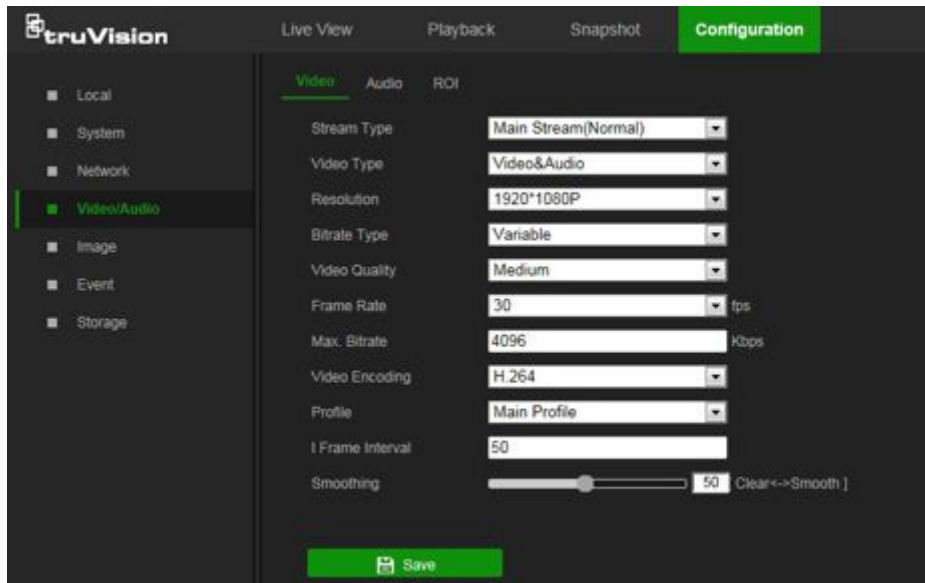 truVision
Live View Playback Snapshot Configuration
Local
System
Network
Video/Audio
Image
Event
Storage
Video Audio ROI
Stream Type Main Stream(Normal)
Video Type Video&Audio
Resolution 1920*1080P
Bitrate Type Variable
Video Quality Medium
Frame Rate 30 fps
Max. Bitrate 4096 Kbps
Video Encoding H.264
Profile Main Profile
I Frame Interval 50
Smoothing 50 Clear<->Smooth ]
Save